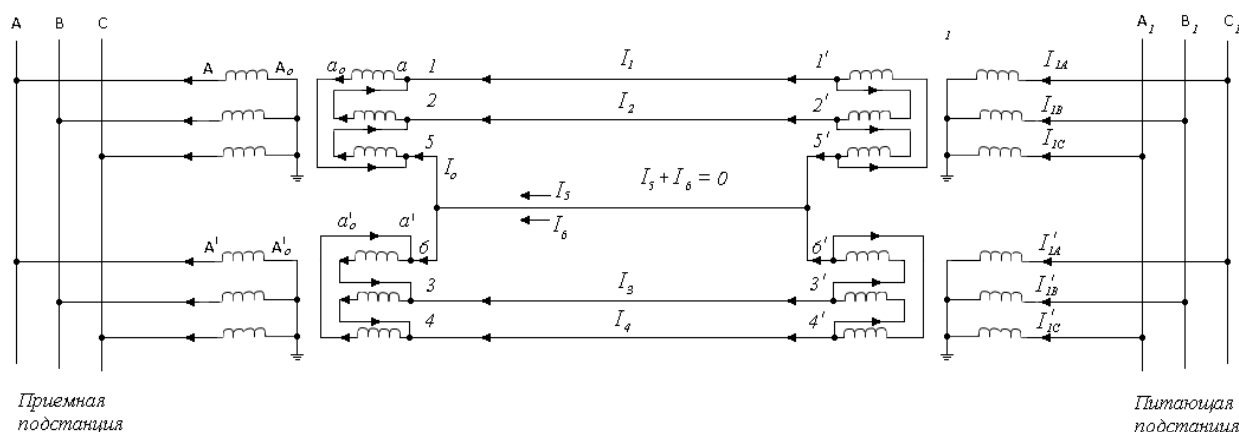 A B C A₁ B₁ C₁
1
A A₀ a₀ a 1 I₁ 1' I₁A
2 I₂ 2' I₁B
5 5' I₁C
I₀ I₅ I₅ + I₆ = 0
I₆
A' A'₀ a'₀ a' 6 6' I'₁A
3 I₃ 3' I'₁B
4 I₄ 4' I'₁C
Приемная
подстанция
Питающая
подстанция